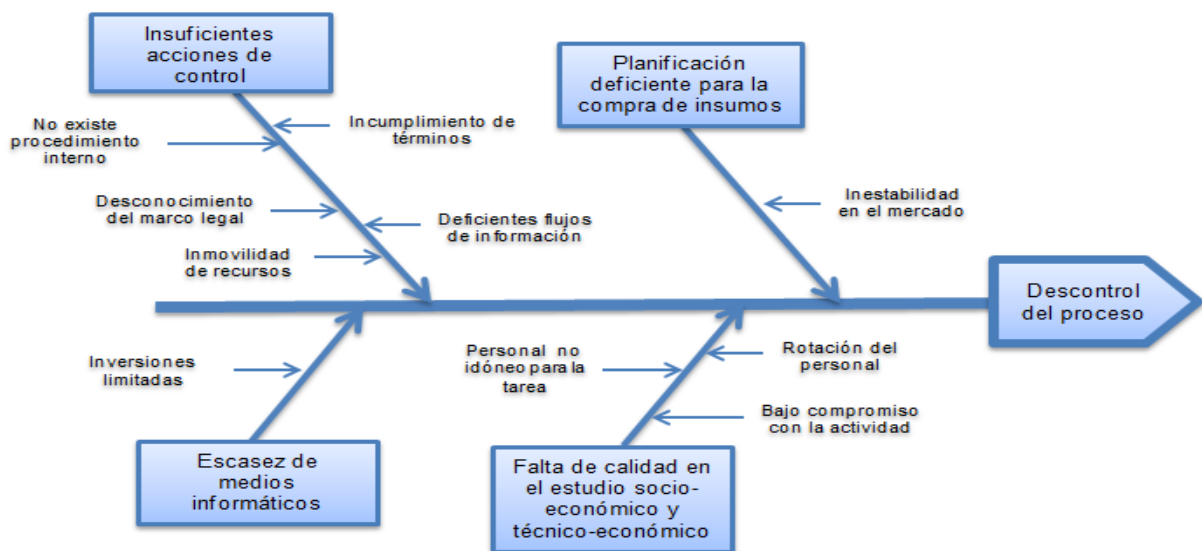 Insuficientes
acciones de
control
Planificación
deficiente para la
compra de insumos
No existe
procedimiento
interno
Incumplimiento de
términos
Desconocimiento
del marco legal
Deficientes flujos
de información
Inmovilidad
de recursos
Inestabilidad
en el mercado
Descontrol
del proceso
Inversiones
limitadas
Personal no
idóneo para la
tarea
Rotación del
personal
Bajo compromiso
con la actividad
Escasez de
medios
informáticos
Falta de calidad en
el estudio socio-
económico y
técnico-económico